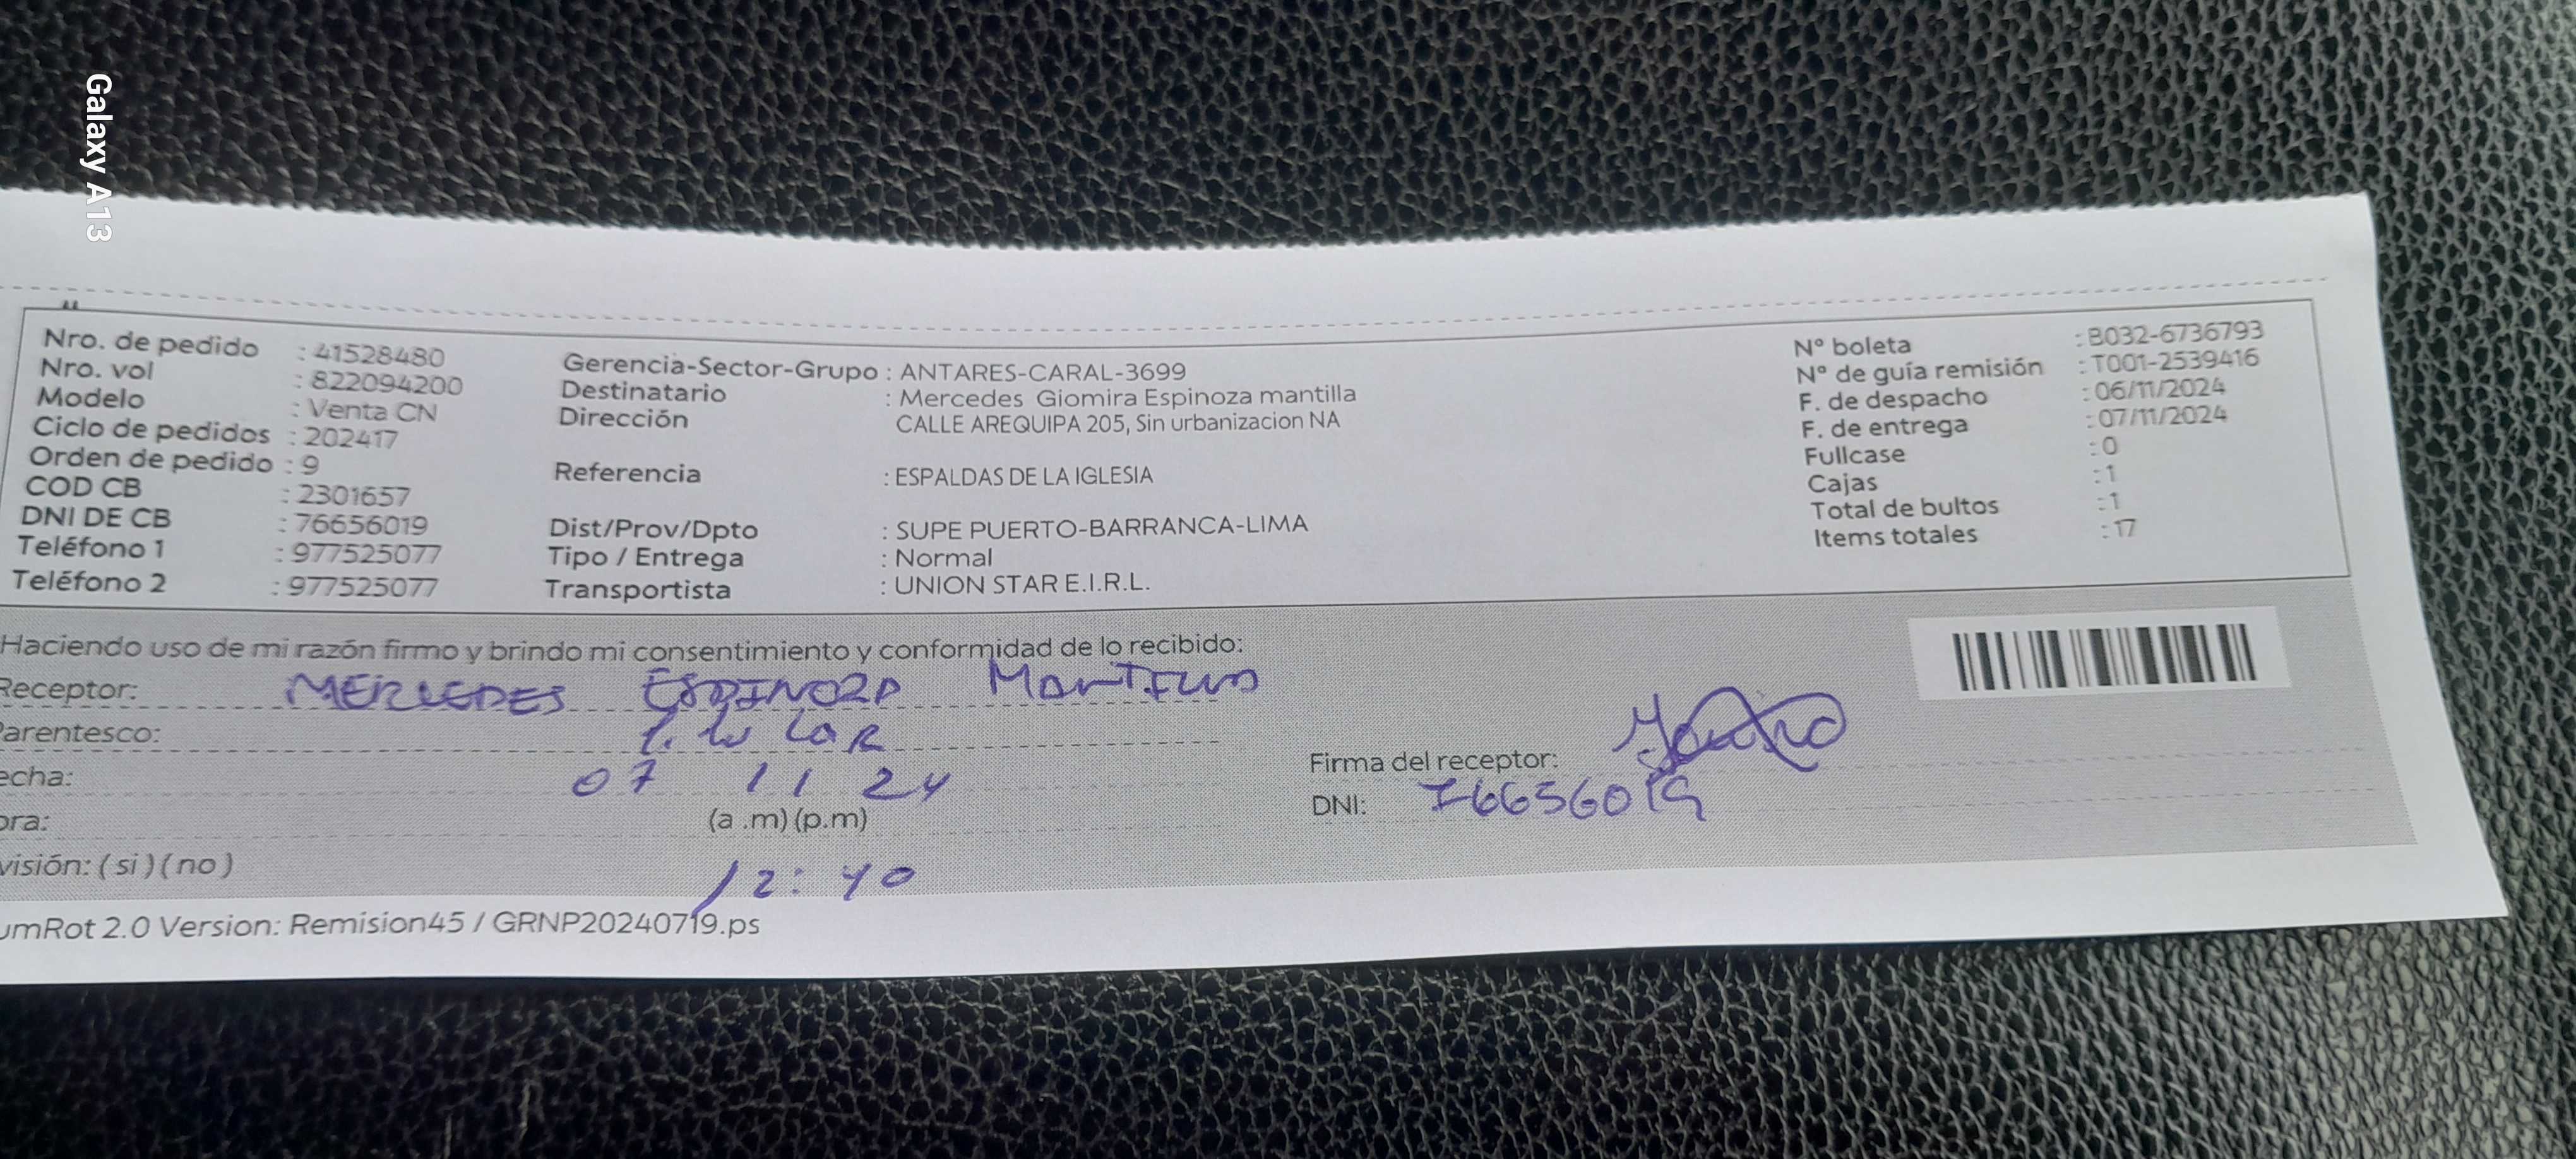 Galaxy A13
Nro. de pedido : 41528480
Nro. vol : 822094200
Modelo : Venta CN
Ciclo de pedidos : 202417
Orden de pedido : 9
COD CB : 2301657
DNI DE CB : 76656019
Teléfono 1 : 977525077
Teléfono 2 : 977525077
Gerencia-Sector-Grupo : ANTARES-CARAL-3699
Destinatario : Mercedes Giomira Espinoza mantilla
Dirección CALLE AREQUIPA 205, Sin urbanizacion NA
Referencia : ESPALDAS DE LA IGLESIA
Dist/Prov/Dpto : SUPE PUERTO-BARRANCA-LIMA
Tipo / Entrega : Normal
Transportista : UNION STAR E.I.R.L.
N° boleta : B032-6736793
N° de guía remisión : T001-2539416
F. de despacho : 06/11/2024
F. de entrega : 07/11/2024
Fullcase : 0
Cajas : 1
Total de bultos : 1
Items totales : 17
Haciendo uso de mi razón firmo y brindo mi consentimiento y conformidad de lo recibido:
Receptor: MERCEDES ESPINOZA
arentesco:
echa: 07 11 24
ora: (a .m) (p.m)
visión: ( si ) ( no )
12: 40
Firma del receptor:
DNI: 76656019
umRot 2.0 Version: Remision45 / GRNP20240719.ps